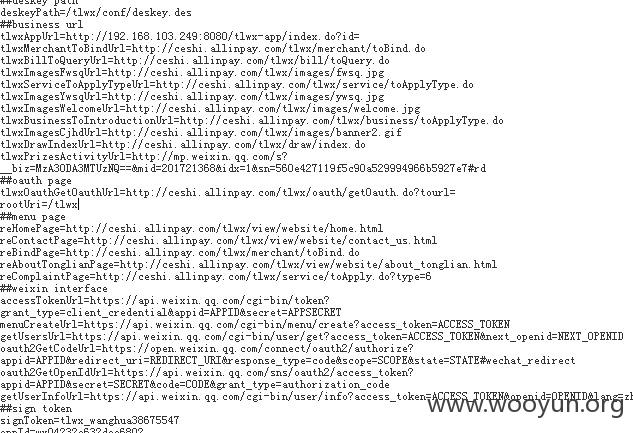 ##deskey path
deskeyPath=/tlwx/conf/deskey.des
##business url
tlwxAppUrl=http://192.168.103.249:8080/tlwx-app/index.do?id=
tlwxMerchantToBindUrl=http://ceshi.allinpay.com/tlwx/merchant/toBind.do
tlwxBillToQueryUrl=http://ceshi.allinpay.com/tlwx/bill/toQuery.do
tlwxImagesFwsqUrl=http://ceshi.allinpay.com/tlwx/images/fwsq.jpg
tlwxServiceToApplyTypeUrl=http://ceshi.allinpay.com/tlwx/service/toApplyType.do
tlwxImagesYwsqUrl=http://ceshi.allinpay.com/tlwx/images/ywsq.jpg
tlwxImagesWelcomeUrl=http://ceshi.allinpay.com/tlwx/images/welcome.jpg
tlwxBusinessToIntroductionUrl=http://ceshi.allinpay.com/tlwx/business/toApplyType.do
tlwxImagesCjhdUrl=http://ceshi.allinpay.com/tlwx/images/banner2.gif
tlwxDrawIndexUrl=http://ceshi.allinpay.com/tlwx/draw/index.do
tlwxPrizesActivityUrl=http://mp.weixin.qq.com/s?
__biz=MzA3ODA3MTUzNQ==&mid=201721368&idx=1&sn=560e427119f5c90a529994966b5927e7#rd
##oauth page
tlwxOauthGetOauthUrl=http://ceshi.allinpay.com/tlwx/oauth/getOauth.do?tourl=
rootUri=/tlwx
##menu page
reHomePage=http://ceshi.allinpay.com/tlwx/view/website/home.html
reContactPage=http://ceshi.allinpay.com/tlwx/view/website/contact_us.html
reBindPage=http://ceshi.allinpay.com/tlwx/merchant/toBind.do
reAboutTonglianPage=http://ceshi.allinpay.com/tlwx/view/website/about_tonglian.html
reComplaintPage=http://ceshi.allinpay.com/tlwx/service/toApply.do?type=6
##weixin interface
accessTokenUrl=https://api.weixin.qq.com/cgi-bin/token?
grant_type=client_credential&appid=APPID&secret=APPSECRET
menuCreateUrl=https://api.weixin.qq.com/cgi-bin/menu/create?access_token=ACCESS_TOKEN
getUsersUrl=https://api.weixin.qq.com/cgi-bin/user/get?access_token=ACCESS_TOKEN&next_openid=NEXT_OPENID
oauth2GetCodeUrl=https://open.weixin.qq.com/connect/oauth2/authorize?
appid=APPID&redirect_uri=REDIRECT_URI&response_type=code&scope=SCOPE&state=STATE#wechat_redirect
oauth2GetOpenIdUrl=https://api.weixin.qq.com/sns/oauth2/access_token?
appid=APPID&secret=SECRET&code=CODE&grant_type=authorization_code
getUserInfoUrl=https://api.weixin.qq.com/cgi-bin/user/info?access_token=ACCESS_TOKEN&openid=OPENID&lang=zh
##sign token
signToken=tlwx_wanghua38675547
www.wooyun.org